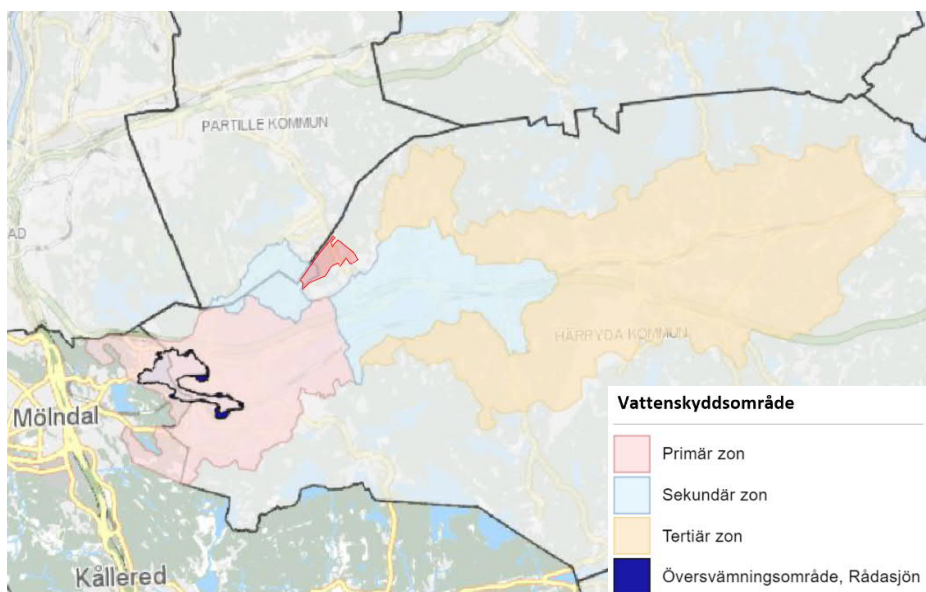 PARTILLE KOMMUN
AD
HÄRRYDA KOMMUN
Mölndal
Kållered
Vattenskyddsområde
Primär zon
Sekundär zon
Tertiär zon
Översvämningsområde, Rådasjön